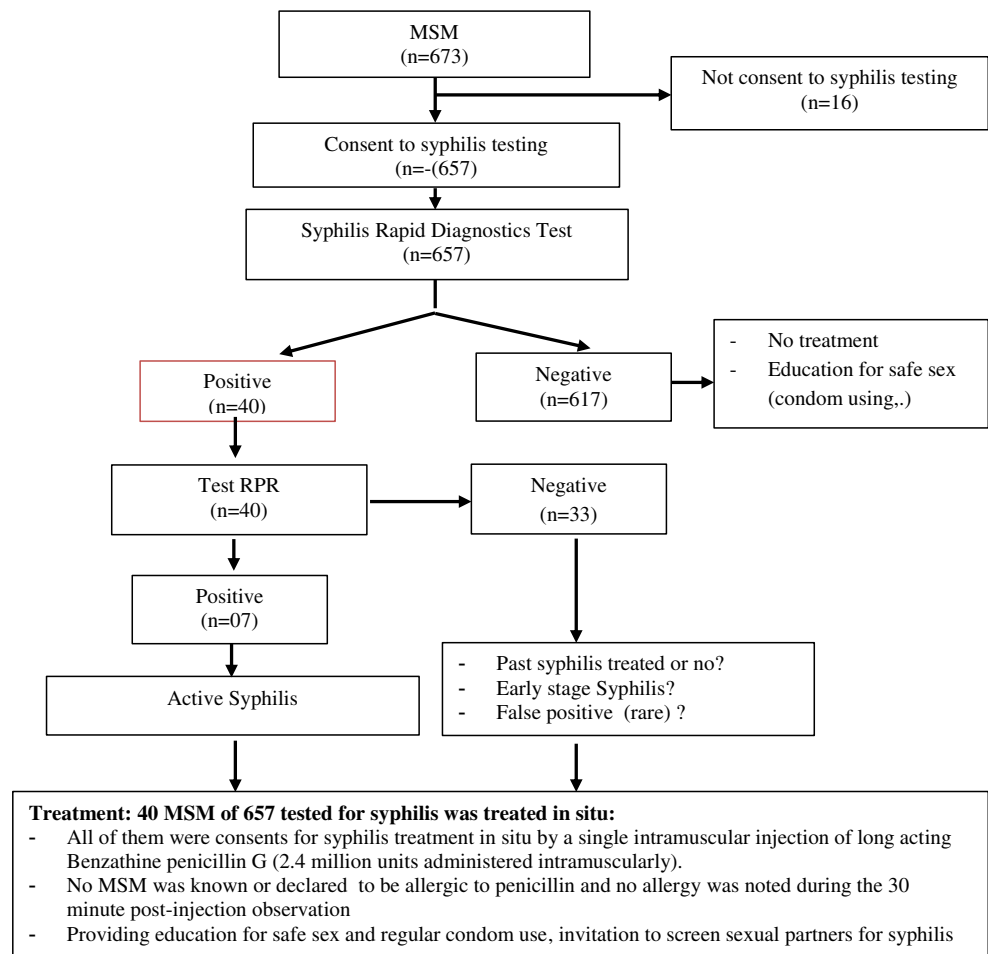 MSM
(n=673)
Not consent to syphilis testing
(n=16)
Consent to syphilis testing
(n=-(657)
Syphilis Rapid Diagnostics Test
(n=657)
Positive
(n=40)
Negative
(n=617)
- No treatment
- Education for safe sex
(condom using,.)
Test RPR
(n=40)
Negative
(n=33)
Positive
(n=07)
Active Syphilis
- Past syphilis treated or no?
- Early stage Syphilis?
- False positive (rare) ?
Treatment: 40 MSM of 657 tested for syphilis was treated in situ:
- All of them were consents for syphilis treatment in situ by a single intramuscular injection of long acting
Benzathine penicillin G (2.4 million units administered intramuscularly).
- No MSM was known or declared to be allergic to penicillin and no allergy was noted during the 30
minute post-injection observation
- Providing education for safe sex and regular condom use, invitation to screen sexual partners for syphilis